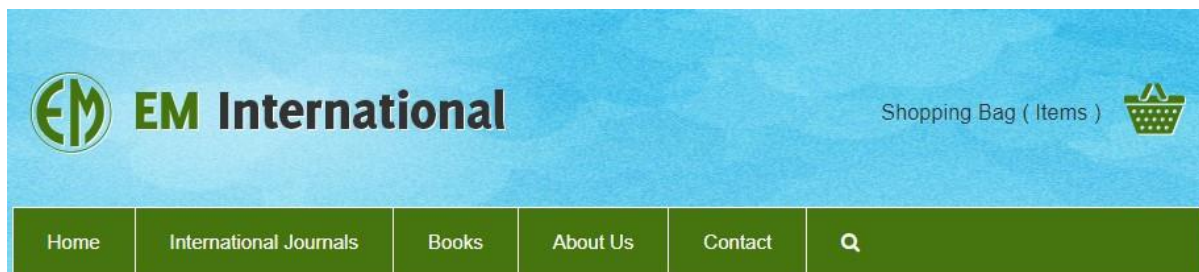 EM EM International
Shopping Bag ( Items )
Home International Journals Books About Us Contact